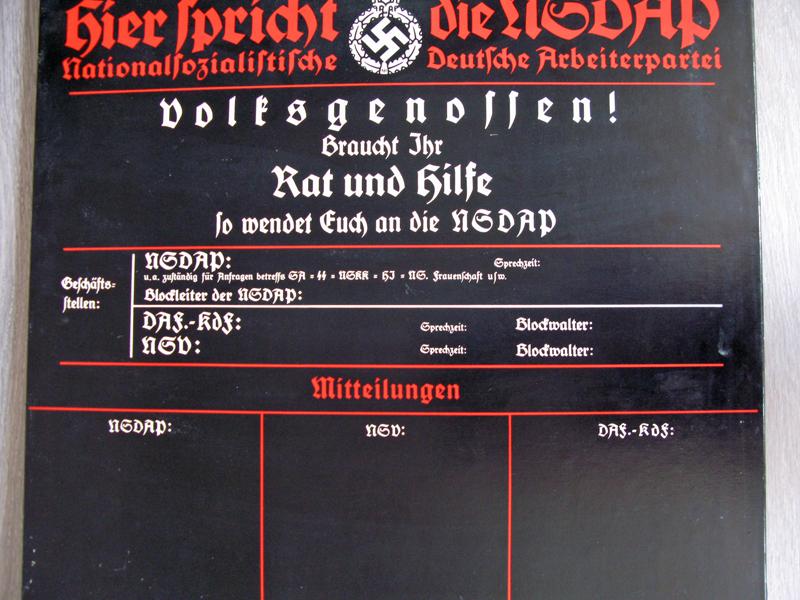 Hier spricht die NSDAP
Nationalsozialistische Deutsche Arbeiterpartei
Volksgenossen!
Braucht Ihr
Rat und Hilfe
so wendet Euch an die NSDAP
Geschäfts=
stellen:
NSDAP: Sprechzeit:
u.a. zuständig für Anfragen betreffs SA = ᛋᛋ = NSKK = HJ = NS. Frauenschaft usw.
Blockleiter der NSDAP:
DAF.-KdF: Sprechzeit: Blockwalter:
NSV: Sprechzeit: Blockwalter:
Mitteilungen
NSDAP: NSV: DAF.-KdF: